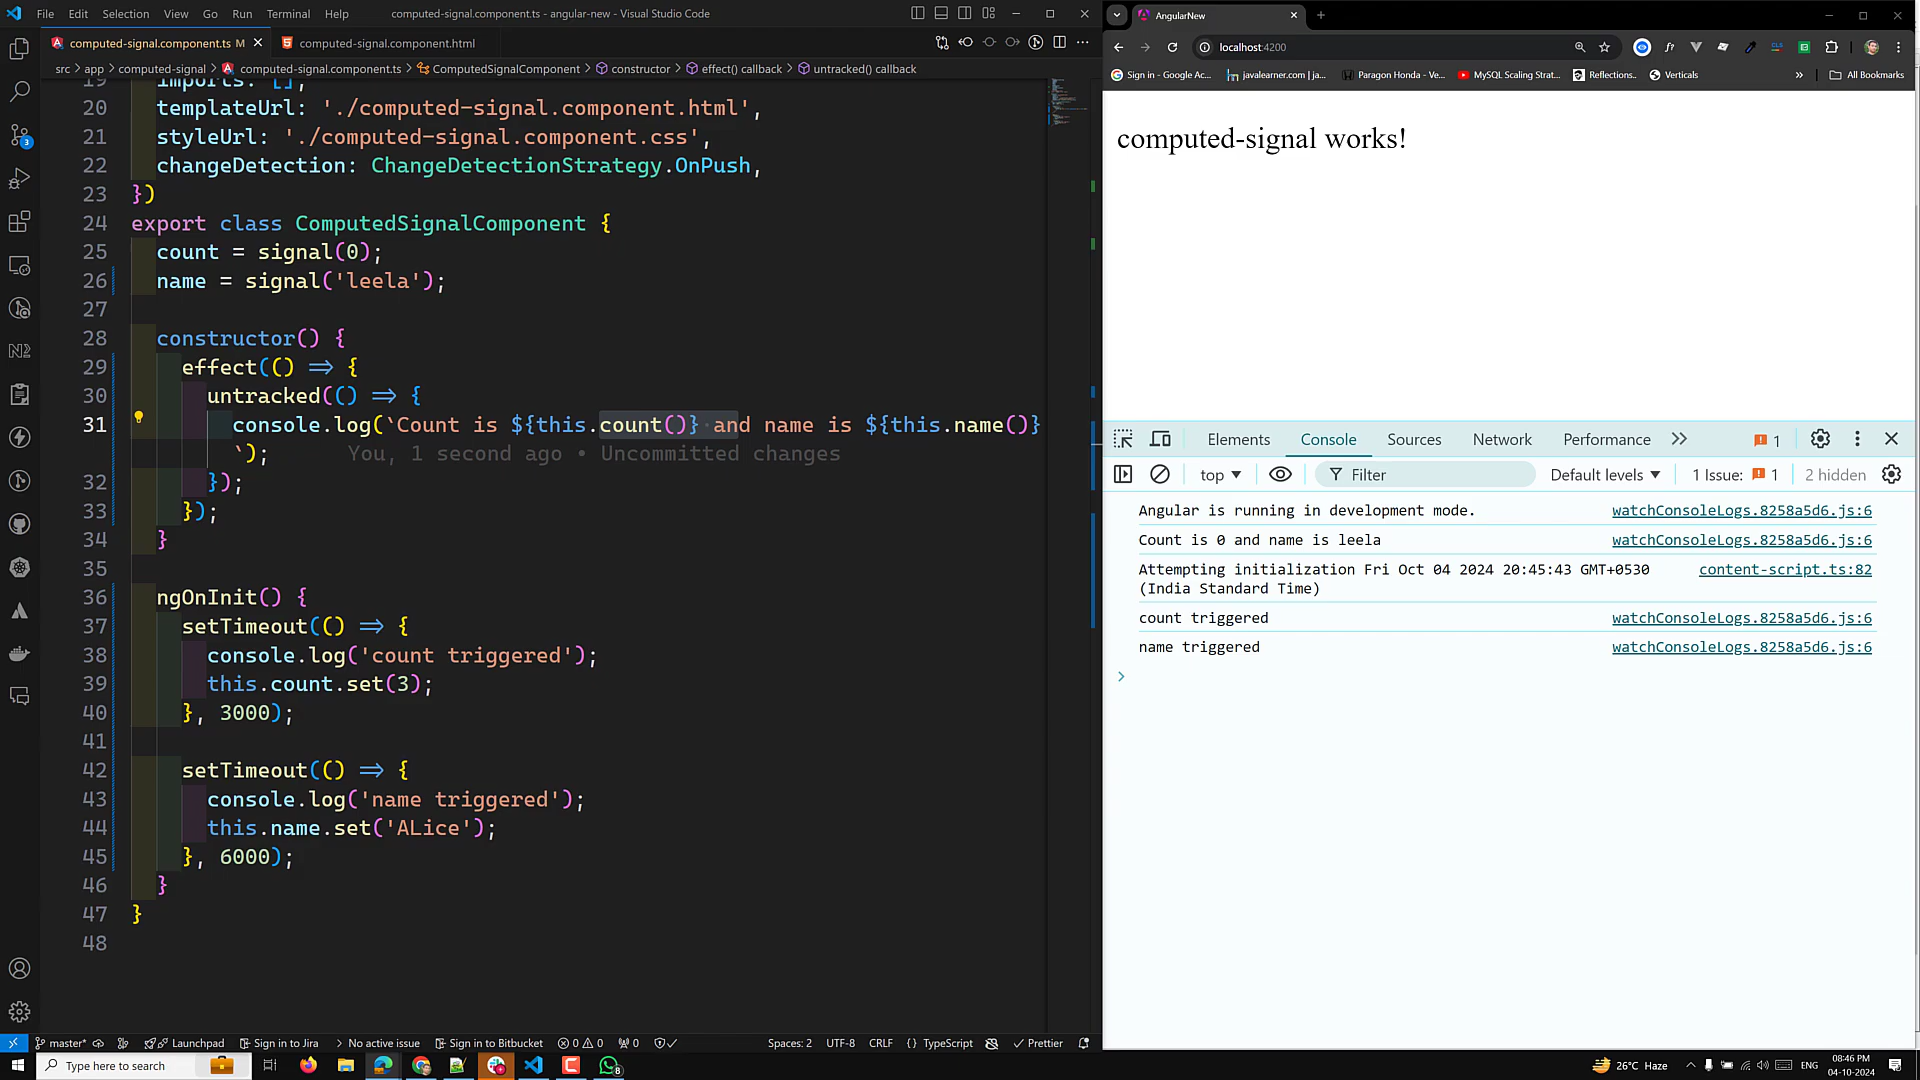 File Edit Selection View Go Run Terminal Help computed-signal.component.ts - angular-new - Visual Studio Code
computed-signal.component.ts M
computed-signal.component.html
src > app > computed-signal > computed-signal.component.ts > ComputedSignalComponent > constructor > effect() callback > untracked() callback
19 imports: [],
20 templateUrl: './computed-signal.component.html',
21 styleUrl: './computed-signal.component.css',
22 changeDetection: ChangeDetectionStrategy.OnPush,
23 })
24 export class ComputedSignalComponent {
25 count = signal(0);
26 name = signal('leela');
27
28 constructor() {
29 effect(() => {
30 untracked(() => {
31 console.log(`Count is ${this.count()} and name is ${this.name()}
`); You, 1 second ago • Uncommitted changes
32 });
33 });
34 }
35
36 ngOnInit() {
37 setTimeout(() => {
38 console.log('count triggered');
39 this.count.set(3);
40 }, 3000);
41
42 setTimeout(() => {
43 console.log('name triggered');
44 this.name.set('ALice');
45 }, 6000);
46 }
47 }
48
master* Launchpad Sign in to Jira No active issue Sign in to Bitbucket 0 0 0 Spaces: 2 UTF-8 CRLF {} TypeScript Prettier
AngularNew
localhost:4200
Sign in - Google Ac... javalearner.com | ja... Paragon Honda - Ve... MySQL Scaling Strat... Reflections.. Verticals » All Bookmarks
computed-signal works!
Elements Console Sources Network Performance » 1
top Filter Default levels 1 Issue: 1 2 hidden
Angular is running in development mode. watchConsoleLogs.8258a5d6.js:6
Count is 0 and name is leela watchConsoleLogs.8258a5d6.js:6
Attempting initialization Fri Oct 04 2024 20:45:43 GMT+0530 content-script.ts:82
(India Standard Time)
count triggered watchConsoleLogs.8258a5d6.js:6
name triggered watchConsoleLogs.8258a5d6.js:6
Type here to search
26°C Haze ENG 08:46 PM
04-10-2024